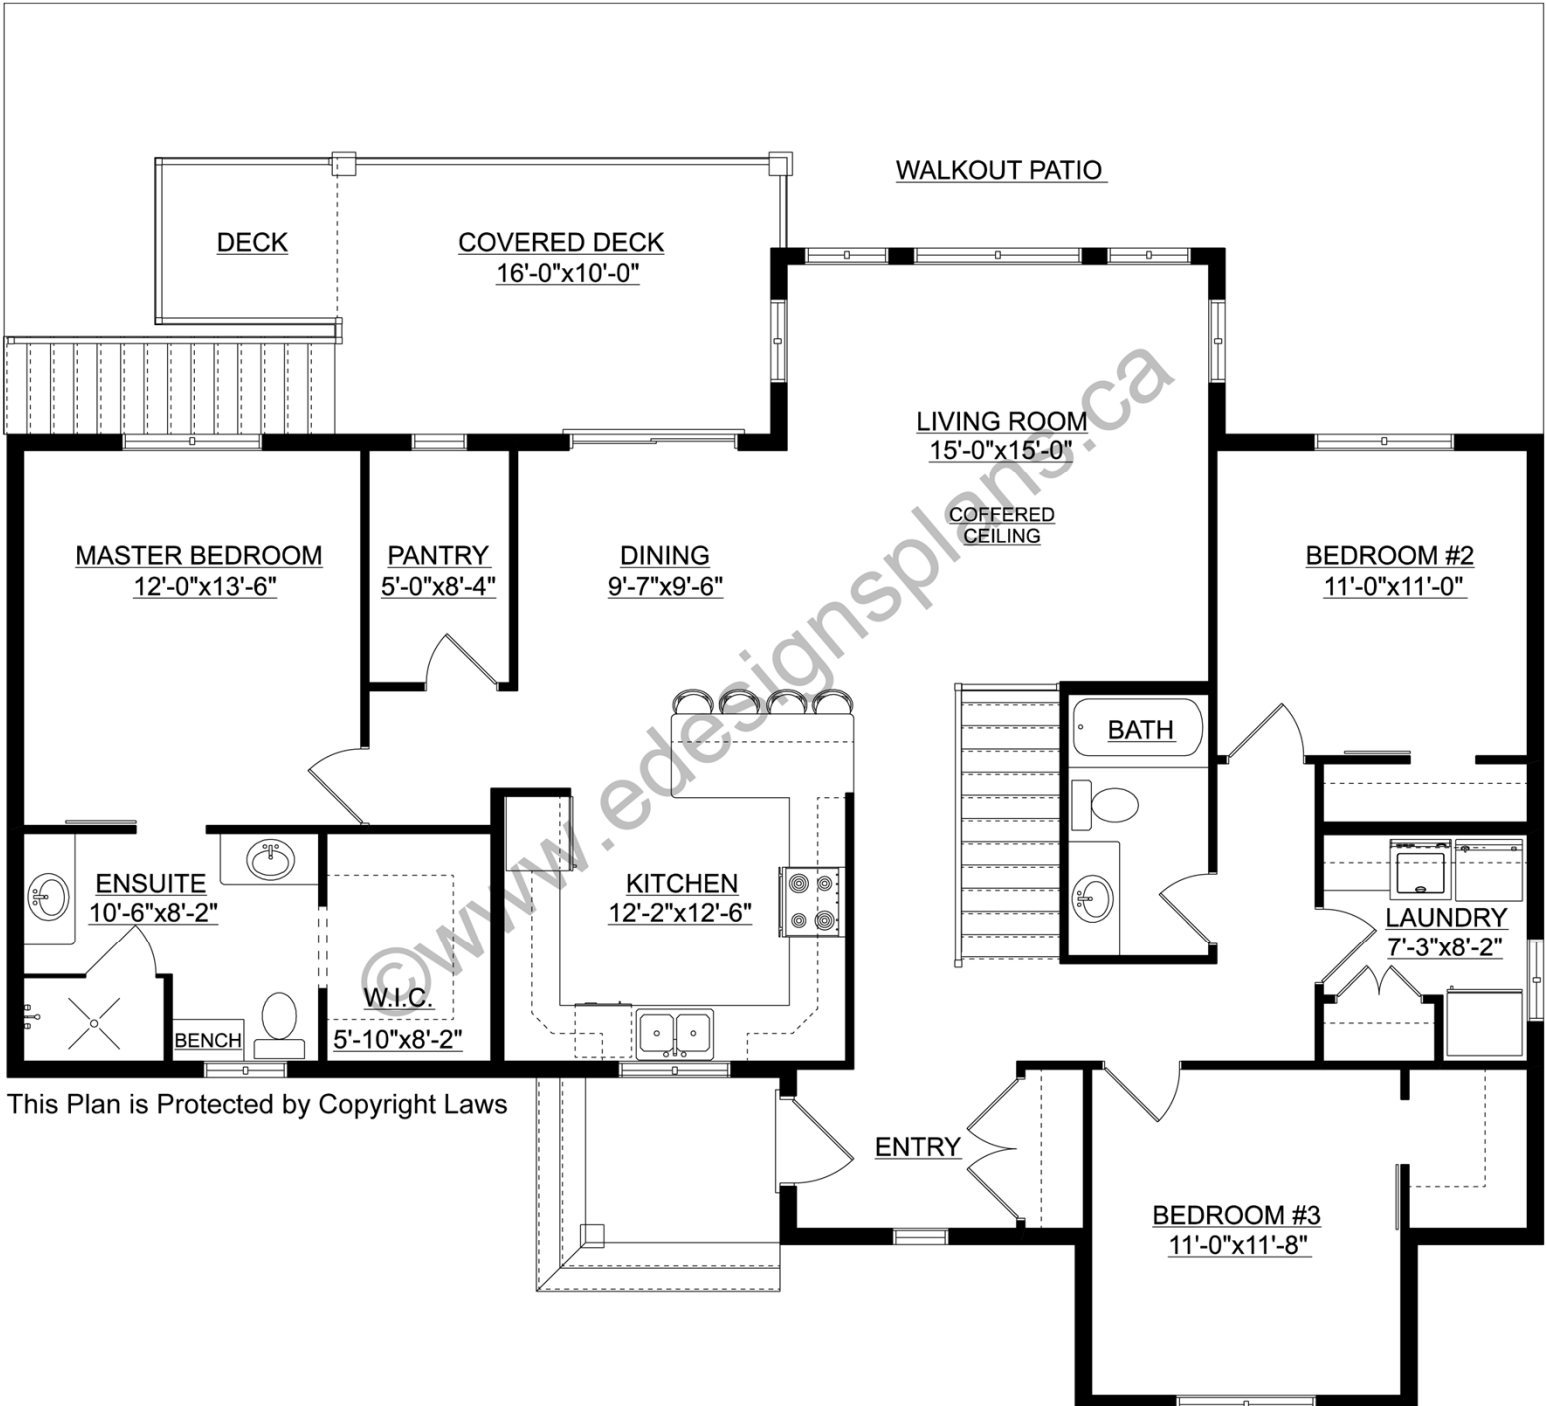 WALKOUT PATIO
DECK
COVERED DECK
16'-0"x10'-0"
LIVING ROOM
15'-0"x15'-0"
COFFERED
CEILING
MASTER BEDROOM
12'-0"x13'-6"
PANTRY
5'-0"x8'-4"
DINING
9'-7"x9'-6"
BEDROOM #2
11'-0"x11'-0"
BATH
ENSUITE
10'-6"x8'-2"
KITCHEN
12'-2"x12'-6"
LAUNDRY
7'-3"x8'-2"
W.I.C.
5'-10"x8'-2"
BENCH
©www.edesignsplans.ca
This Plan is Protected by Copyright Laws
ENTRY
BEDROOM #3
11'-0"x11'-8"